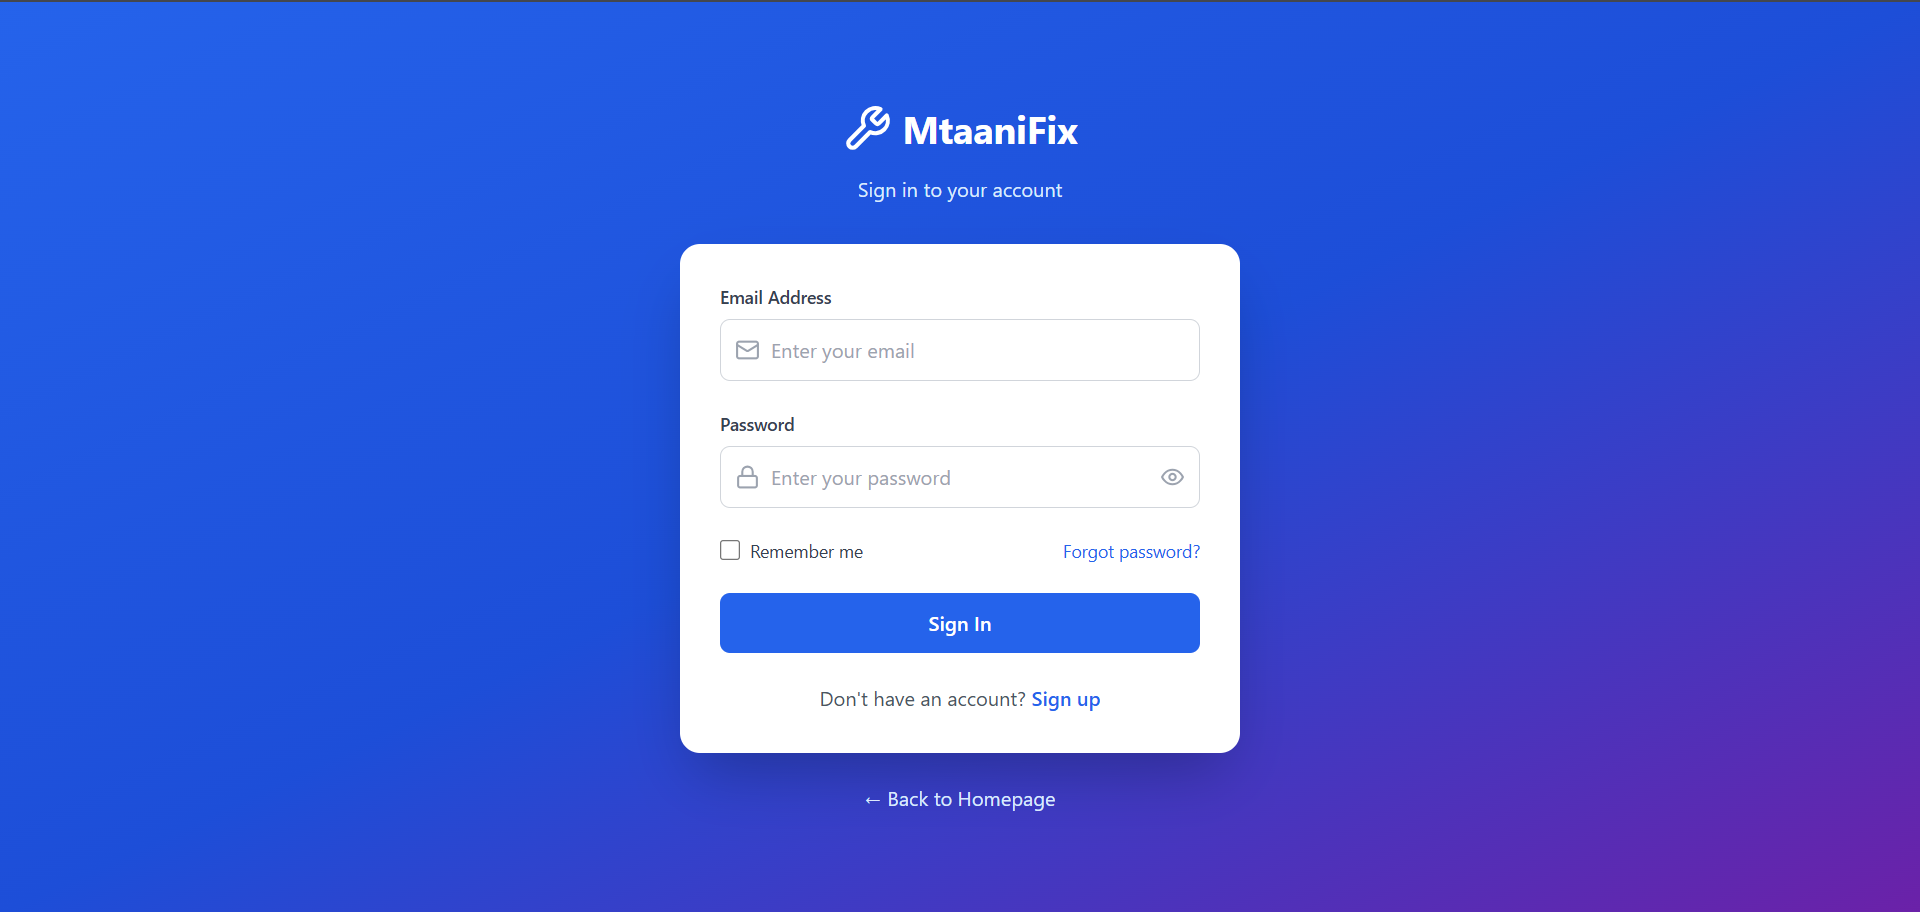 MtaaniFix
Sign in to your account
Email Address
Enter your email
Password
Enter your password
Remember me
Forgot password?
Sign In
Don't have an account? Sign up
← Back to Homepage